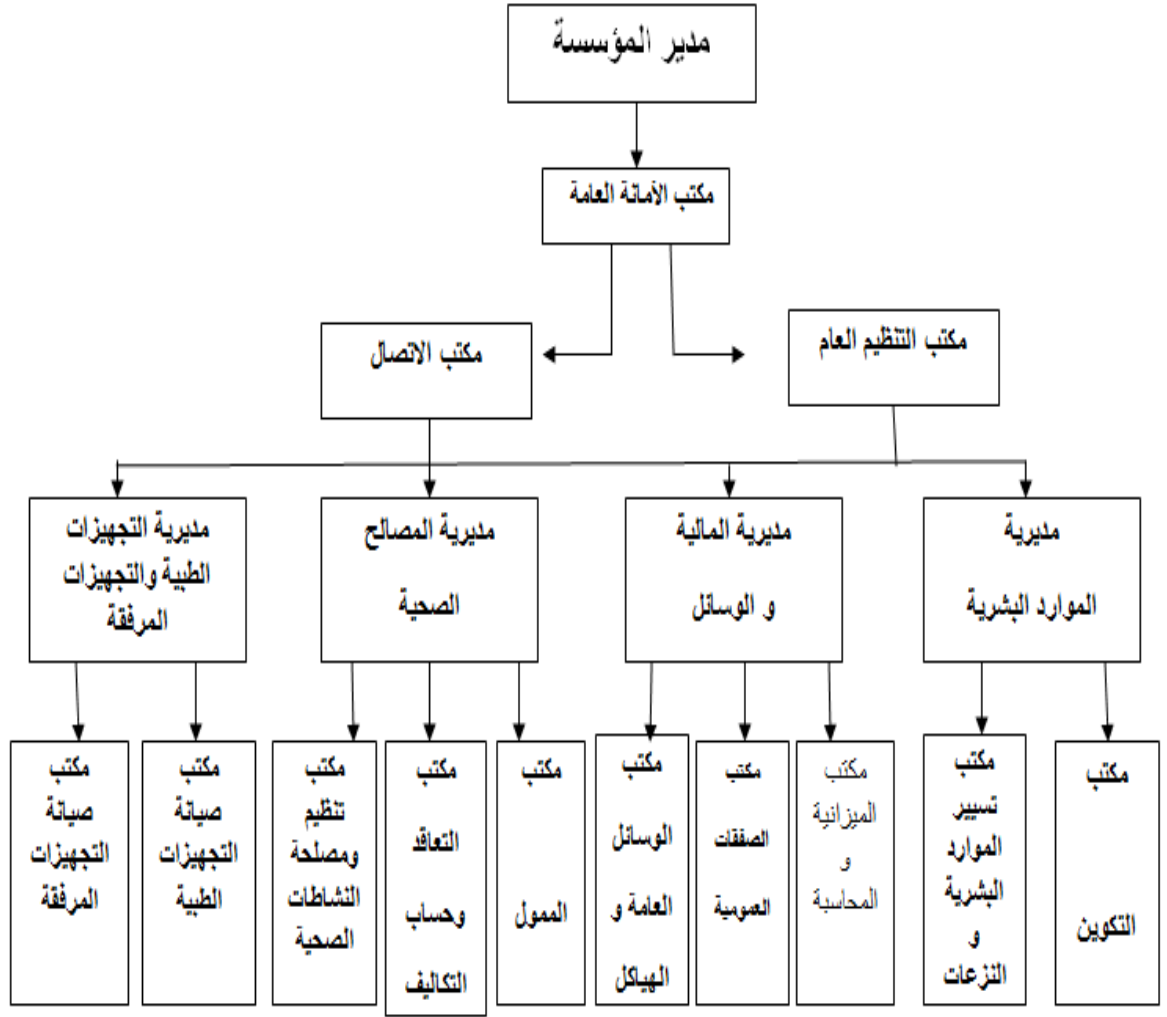 مدير المؤسسة
مكتب الأمانة العامة
مكتب التنظيم العام
مكتب الاتصال
مديرية
الموارد البشرية
مديرية المالية
و الوسائل
مديرية المصالح
الصحية
مديرية التجهيزات
الطبية والتجهيزات
المرفقة
مكتب
التكوين
مكتب
تسيير
الموارد
البشرية
و
النزعات
مكتب
الميزانية
و
المحاسبة
مكتب
الصفقات
العمومية
مكتب
الوسائل
العامة و
الهياكل
مكتب
الممول
مكتب
التعاقد
وحساب
التكاليف
مكتب
تنظيم
ومصلحة
النشاطات
الصحية
مكتب
صيانة
التجهيزات
الطبية
مكتب
صيانة
التجهيزات
المرفقة